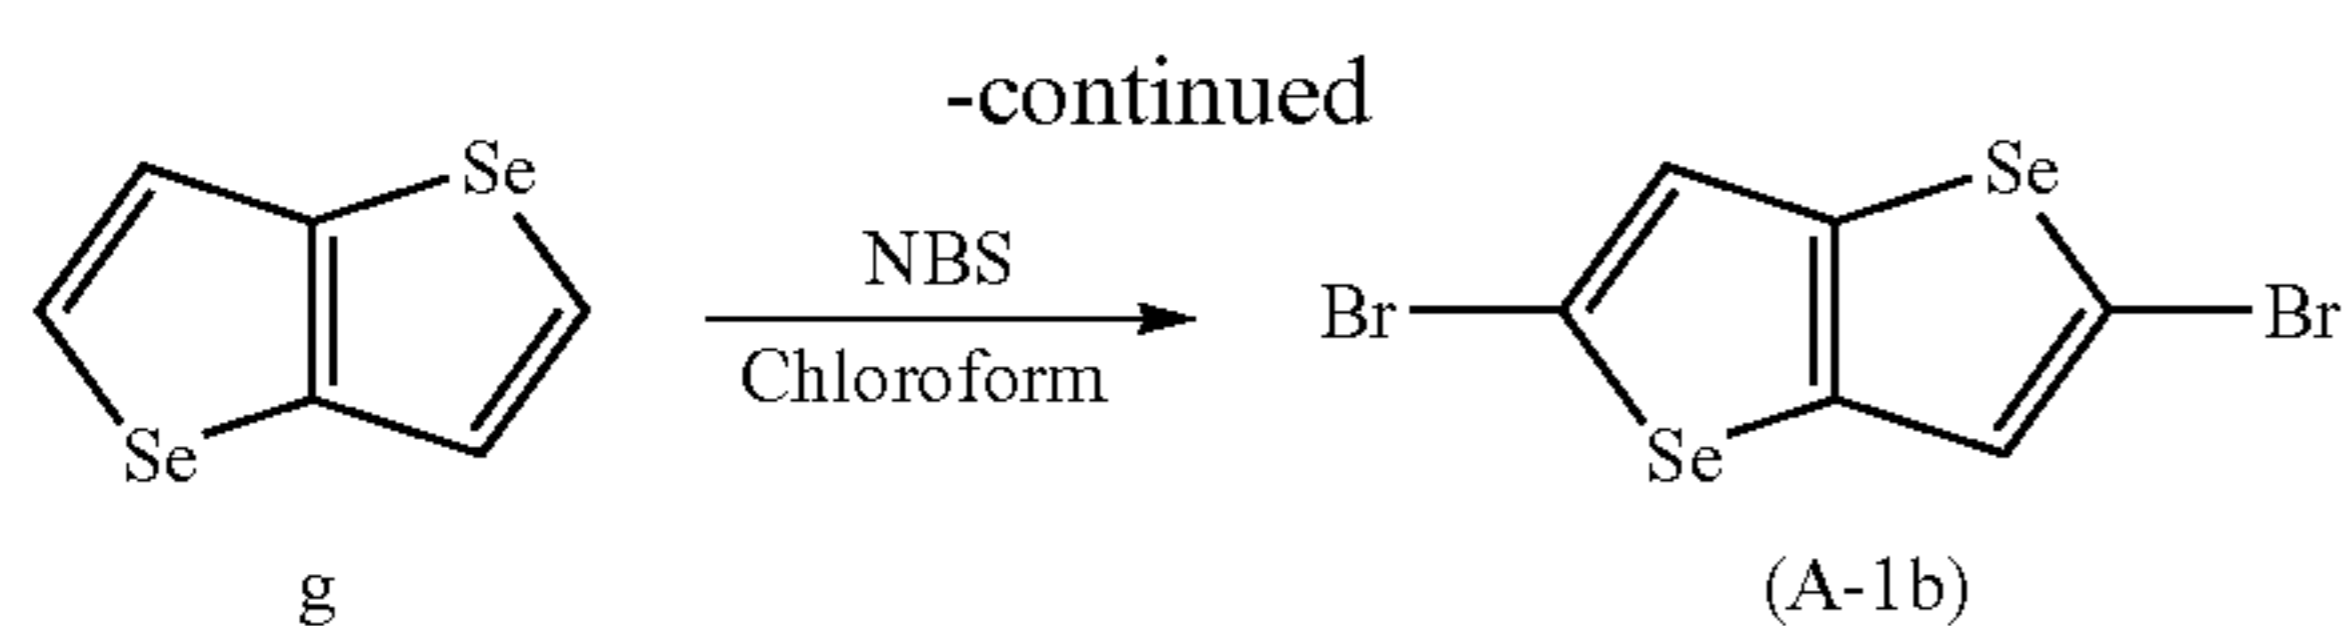 -continued
Se
Se
g
NBS
Chloroform
Se
Br
Br
Se
(A-1b)